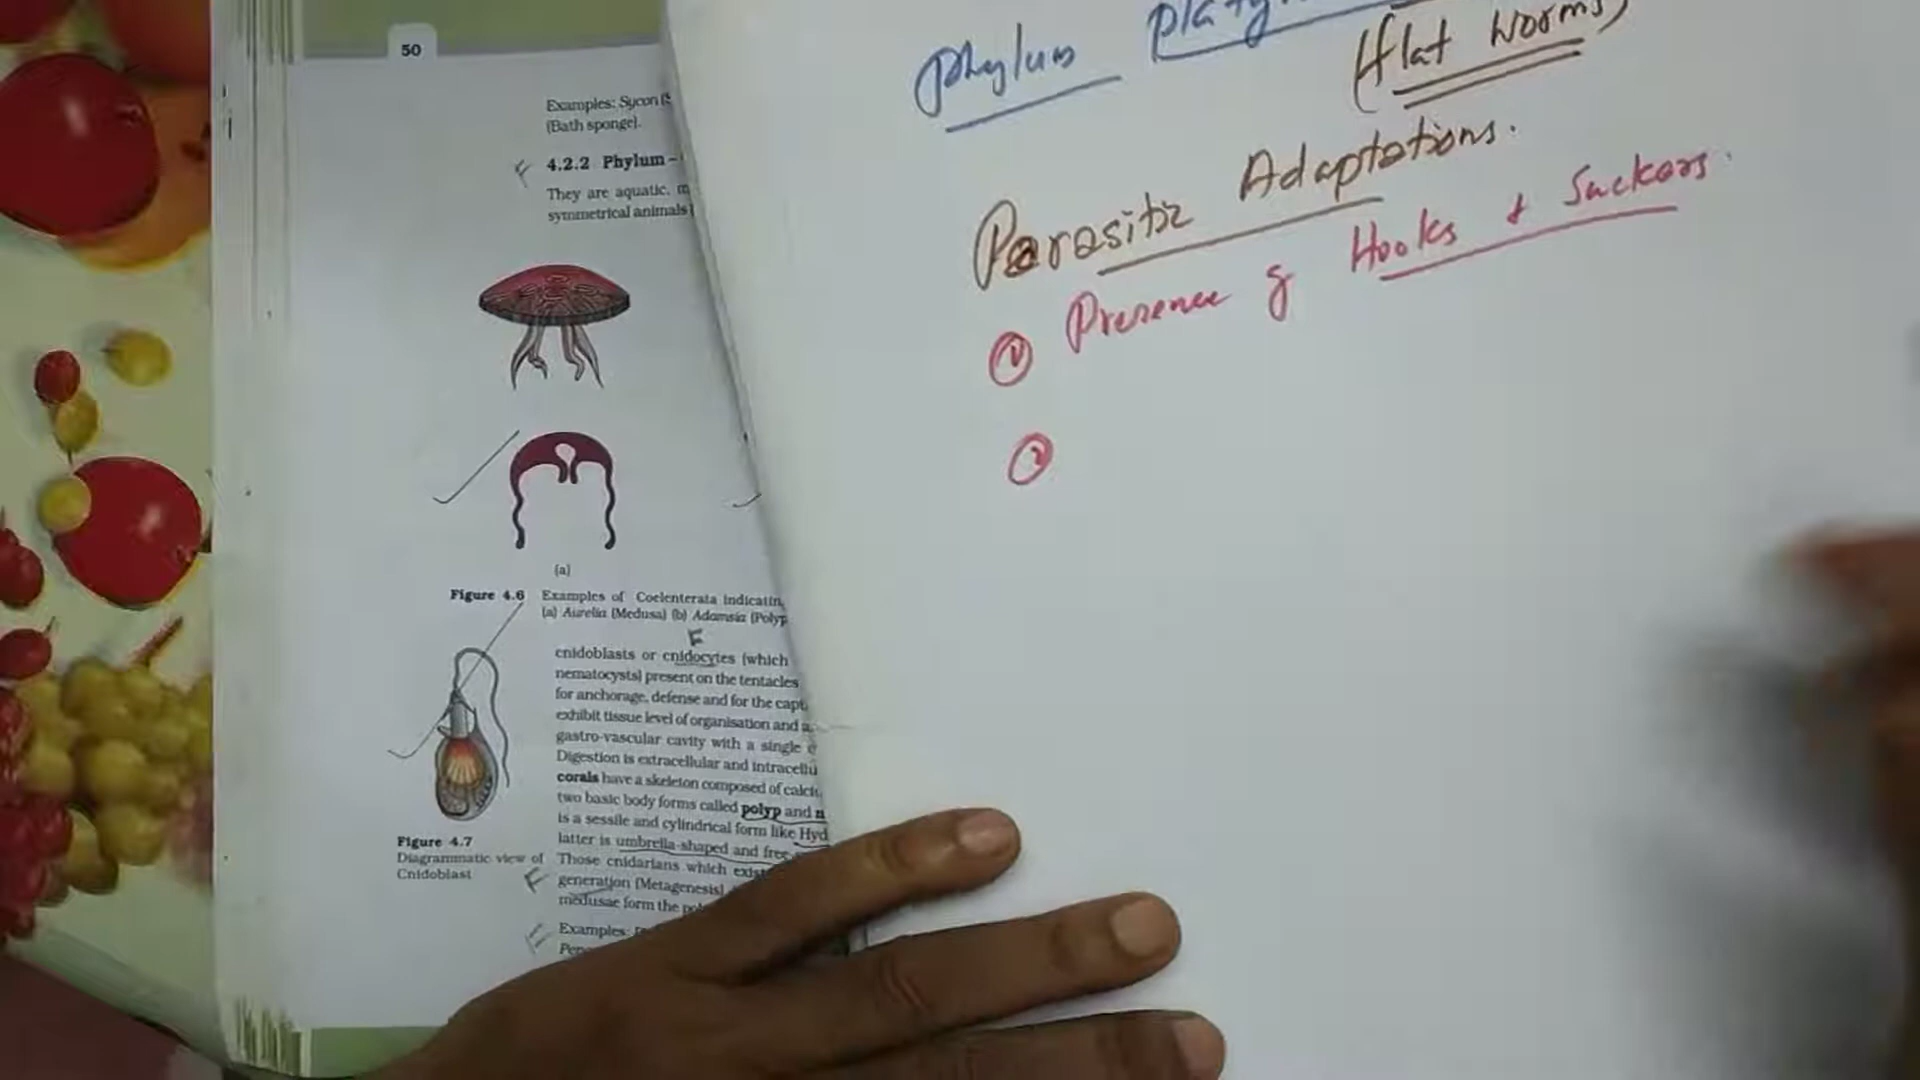 50
Examples: Sycon (S
(Bath sponge).
4.2.2 Phylum –
They are aquatic, m
symmetrical animals
(a)
Figure 4.6 Examples of Coelenterata indicatin
(a) Aurelia (Medusa) (b) Adamsia (Polyp
F
cnidoblasts or cnidocytes (which
nematocysts) present on the tentacles
for anchorage, defense and for the capt
exhibit tissue level of organisation and a
gastro-vascular cavity with a single
Digestion is extracellular and intracellu
corals have a skeleton composed of calci
two basic body forms called polyp and
is a sessile and cylindrical form like Hyd
latter is umbrella-shaped and free
Those cnidarians which exist
generation (Metagenesis)
medusae form the
Examples:
Figure 4.7
Diagrammatic view of
Cnidoblast
Phylum Platy
(flat worms)
Parasitic Adaptations.
① Presence of Hooks & Suckers.
②